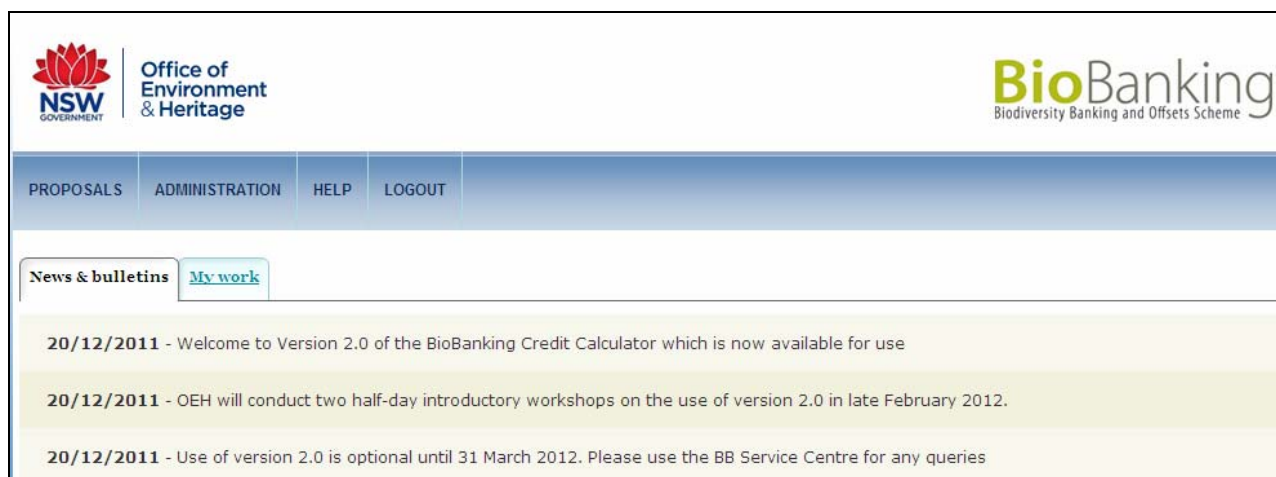 Office of
Environment
& Heritage
NSW
GOVERNMENT
BioBanking
Biodiversity Banking and Offsets Scheme
PROPOSALS ADMINISTRATION HELP LOGOUT
News & bulletins My work
20/12/2011 - Welcome to Version 2.0 of the BioBanking Credit Calculator which is now available for use
20/12/2011 - OEH will conduct two half-day introductory workshops on the use of version 2.0 in late February 2012.
20/12/2011 - Use of version 2.0 is optional until 31 March 2012. Please use the BB Service Centre for any queries